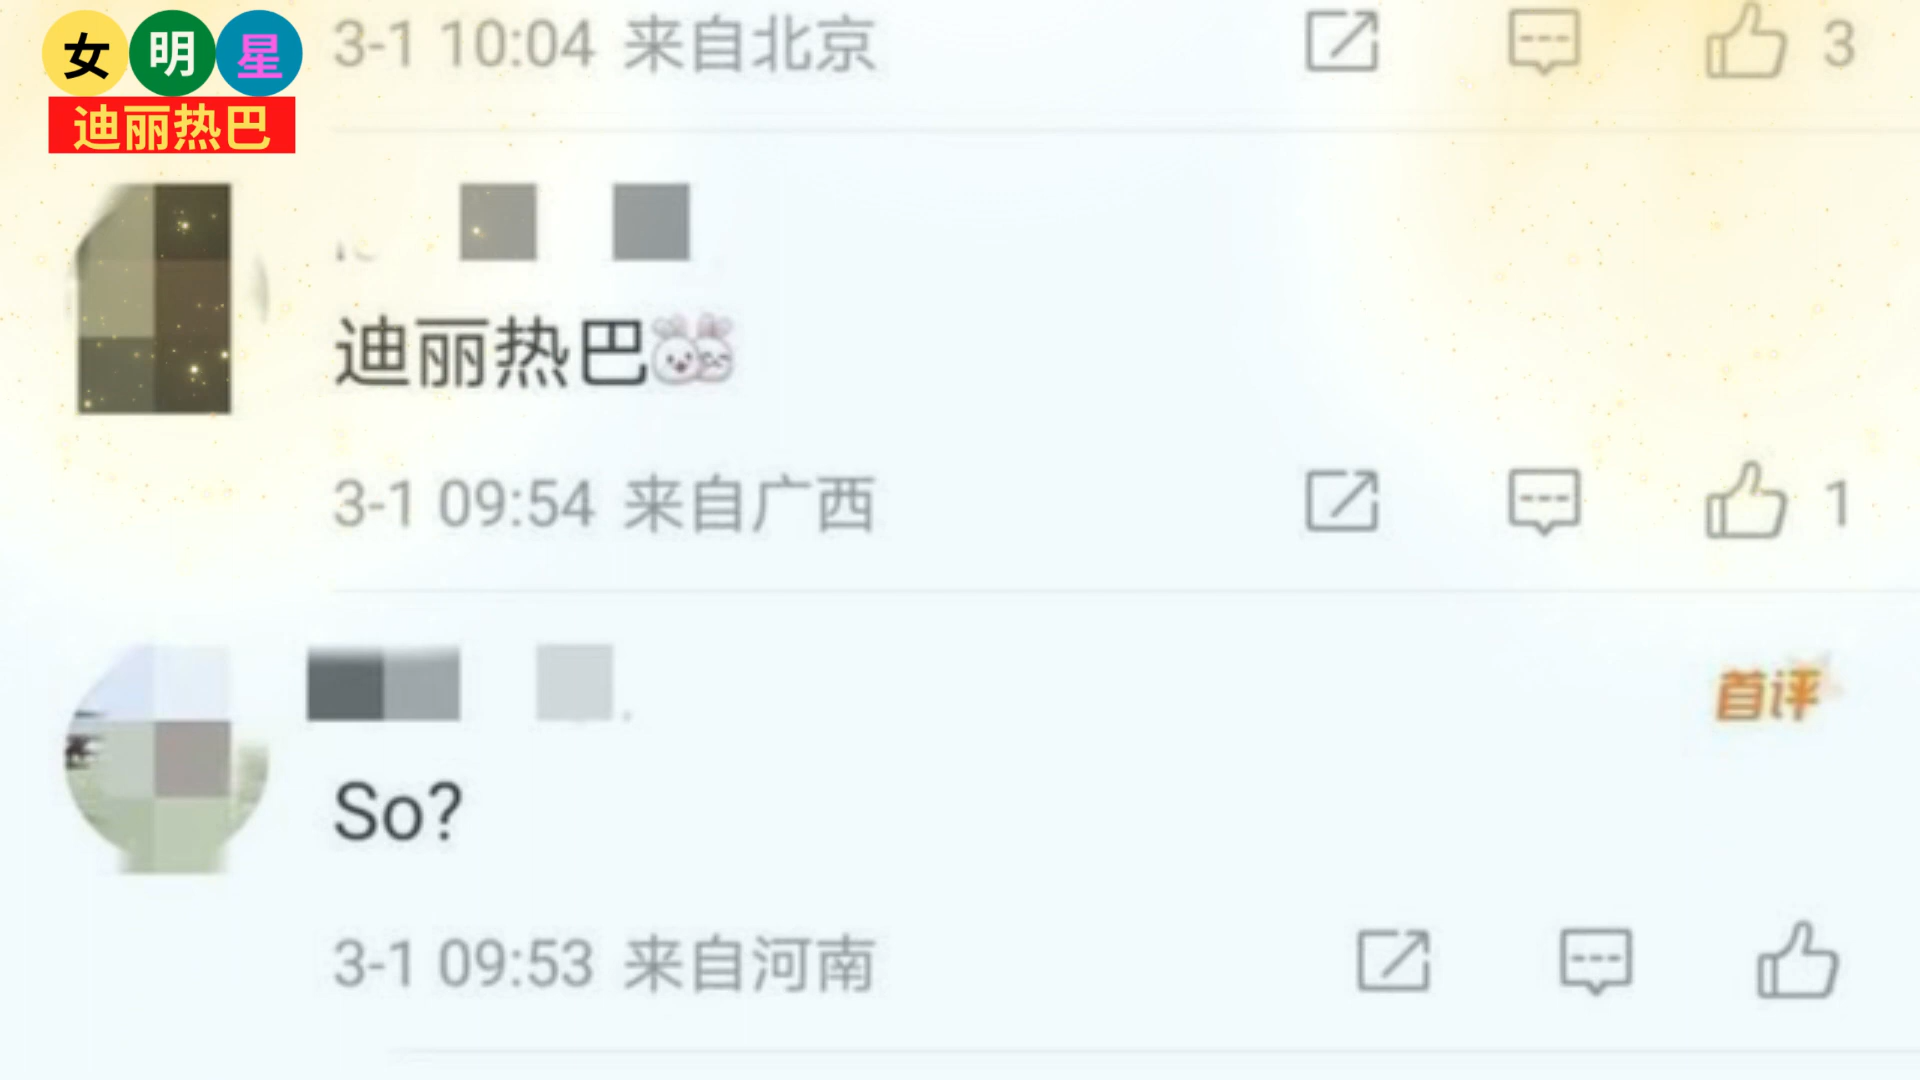 女明星
迪丽热巴
3-1 10:04 来自北京
3
迪丽热巴
3-1 09:54 来自广西
1
首评
So?
3-1 09:53 来自河南